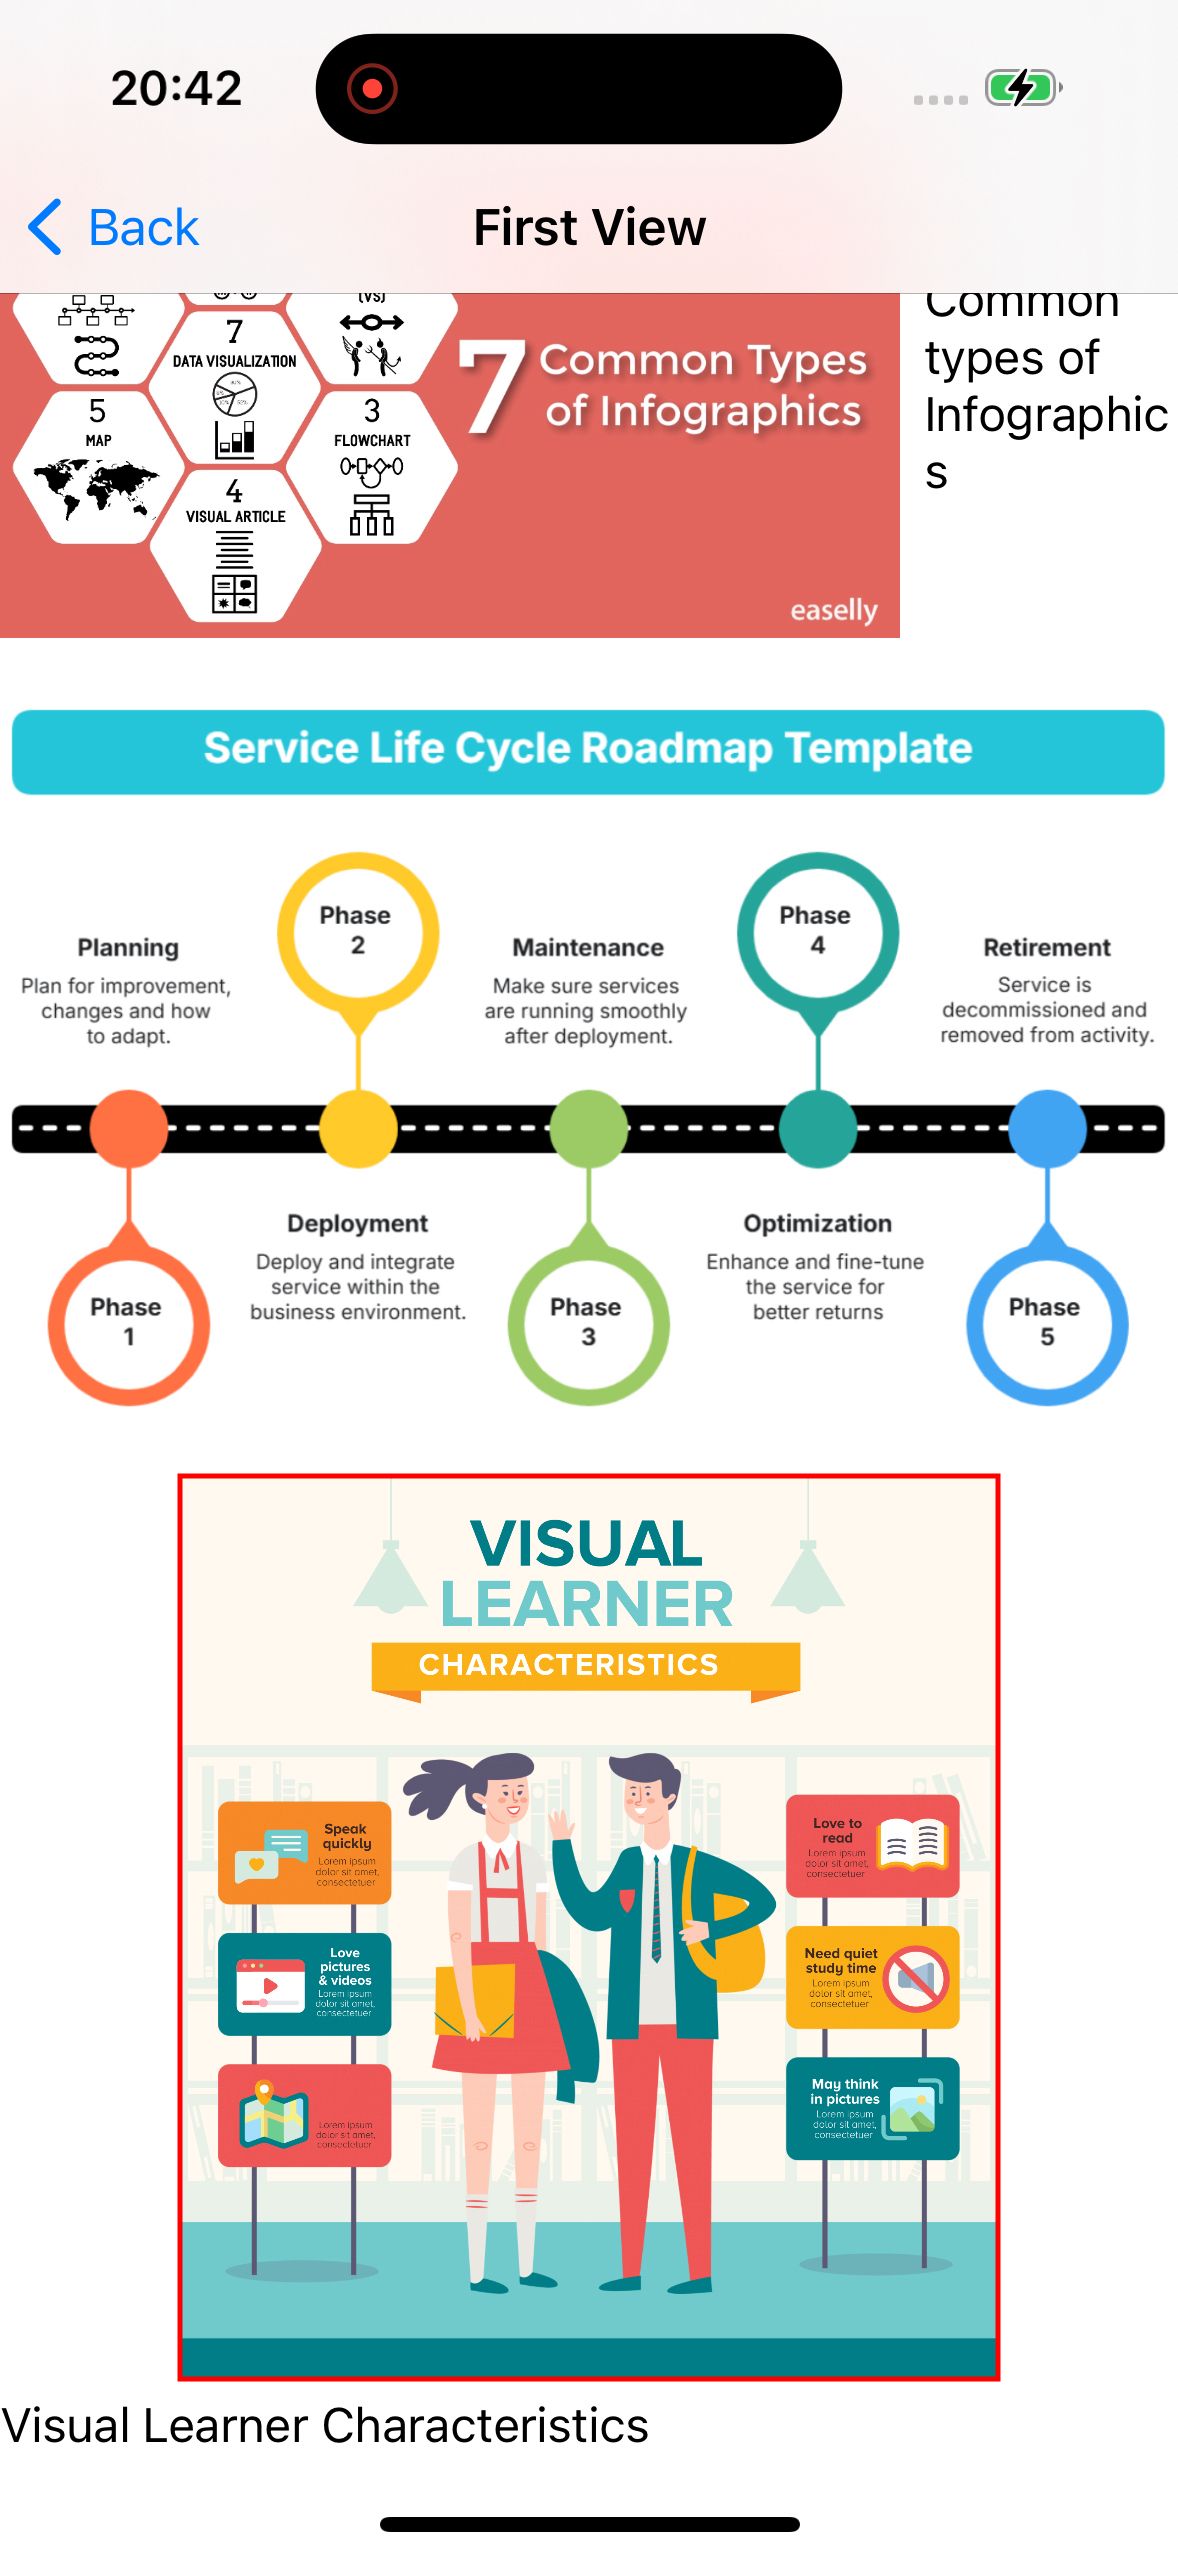 20:42
Back
First View
(VS)
7
DATA VISUALIZATION
5
MAP
3
FLOWCHART
4
VISUAL ARTICLE
7 Common Types
of Infographics
easelly
Common
types of
Infographic
s
Service Life Cycle Roadmap Template
Planning
Plan for improvement,
changes and how
to adapt.
Phase
2
Maintenance
Make sure services
are running smoothly
after deployment.
Phase
4
Retirement
Service is
decommissioned and
removed from activity.
Phase
1
Deployment
Deploy and integrate
service within the
business environment.
Phase
3
Optimization
Enhance and fine-tune
the service for
better returns
Phase
5
VISUAL
LEARNER
CHARACTERISTICS
Speak
quickly
Lorem ipsum
dolor sit amet,
consectetuer
Love
pictures
& videos
Lorem ipsum
dolor sit amet,
consectetuer
Lorem ipsum
dolor sit amet,
consectetuer
Love to
read
Lorem ipsum
dolor sit amet,
consectetuer
Need quiet
study time
Lorem ipsum
dolor sit amet,
consectetuer
May think
in pictures
Lorem ipsum
dolor sit amet,
consectetuer
Visual Learner Characteristics